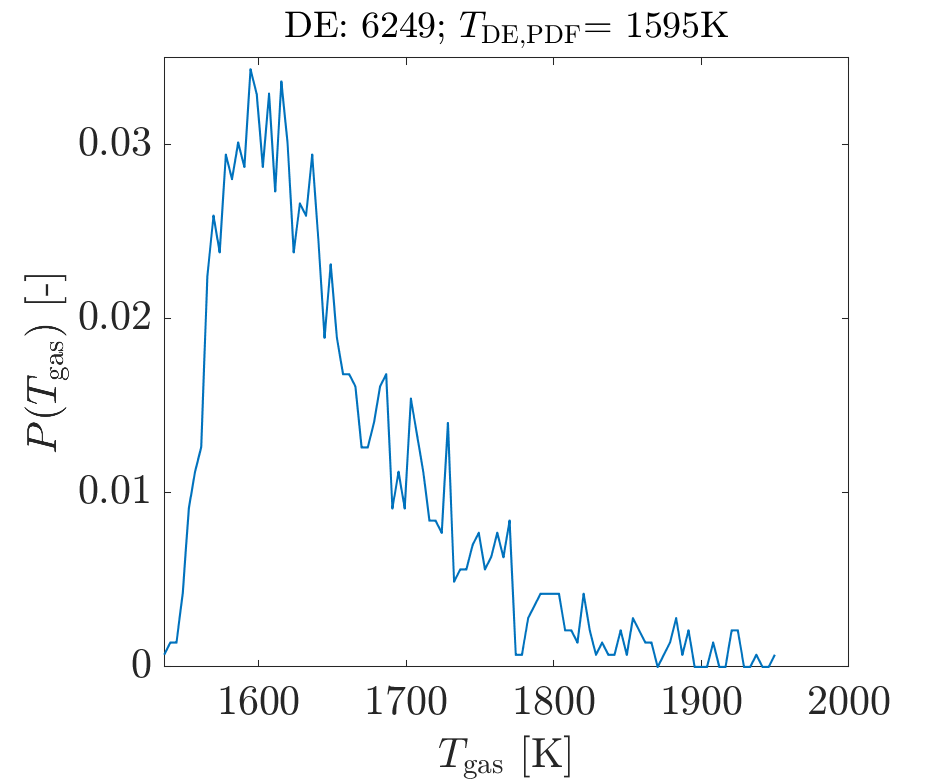 DE: 6249; T_DE,PDF= 1595K
P(T_gas) [-]
0.03
0.02
0.01
0
1600 1700 1800 1900 2000
T_gas [K]